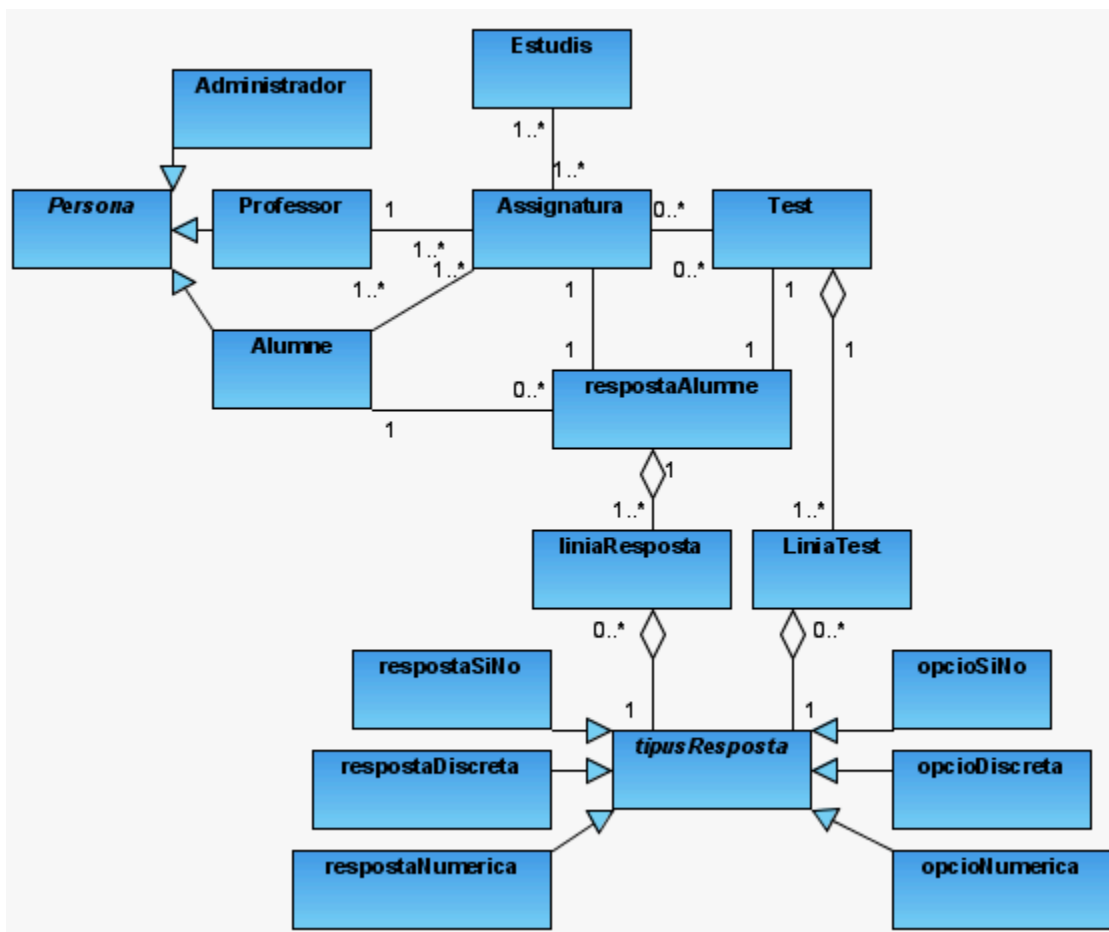 Estudis
Administrador
1..*
1..*
Persona
Professor
1
Assignatura
0..*
Test
1..*
1..*
0..*
1..*
1
1
Alumne
1
1
1
respostaAlumne
0..*
1
1
1..*
1..*
liniaResposta
LiniaTest
0..*
0..*
respostaSiNo
opcioSiNo
1
1
tipusResposta
respostaDiscreta
opcioDiscreta
respostaNumerica
opcioNumerica